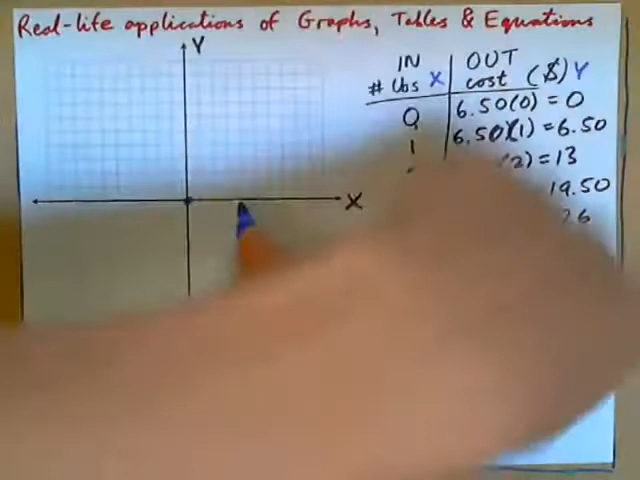 Real-life applications of Graphs, Tables & Equations
Y
X
IN OUT
# lbs X cost ($) Y
0 6.50(0) = 0
1 6.50(1) = 6.50
(2) = 13
19.50
26